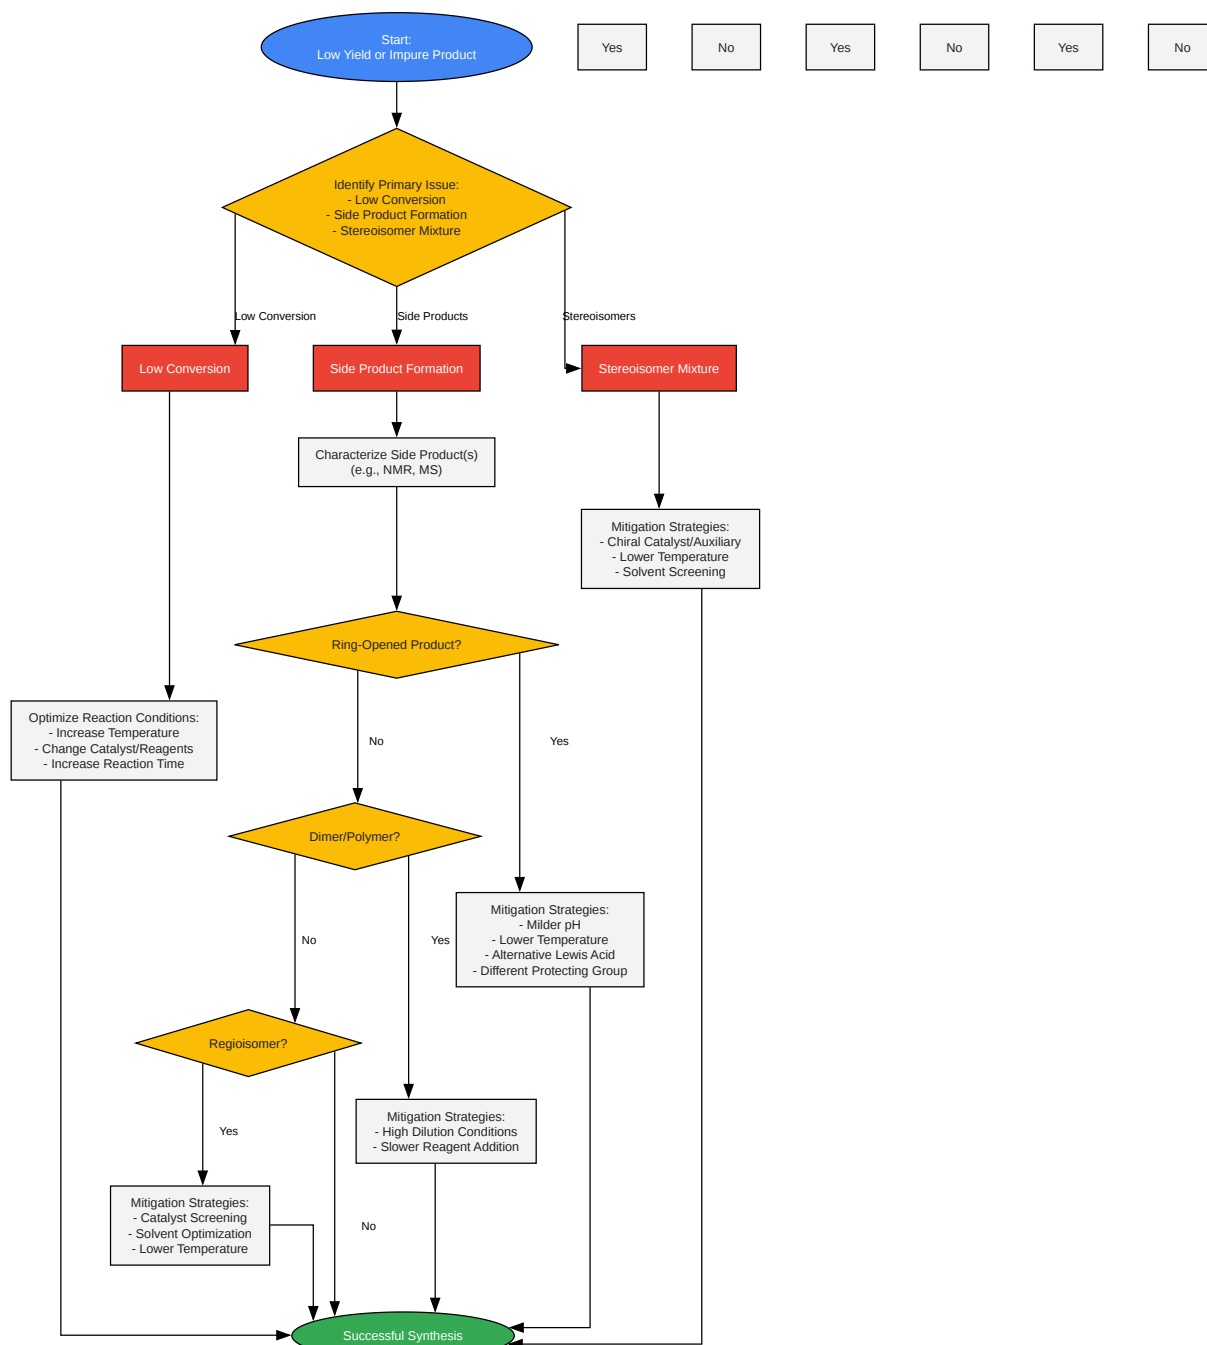 Start:
Low Yield or Impure Product
Yes
No
Yes
No
Yes
No
Identify Primary Issue:
- Low Conversion
- Side Product Formation
- Stereoisomer Mixture
Low Conversion
Side Products
Stereoisomers
Low Conversion
Side Product Formation
Stereoisomer Mixture
Characterize Side Product(s)
(e.g., NMR, MS)
Mitigation Strategies:
- Chiral Catalyst/Auxiliary
- Lower Temperature
- Solvent Screening
Ring-Opened Product?
Optimize Reaction Conditions:
- Increase Temperature
- Change Catalyst/Reagents
- Increase Reaction Time
No
Yes
Dimer/Polymer?
Mitigation Strategies:
- Milder pH
- Lower Temperature
- Alternative Lewis Acid
- Different Protecting Group
No
Yes
Regioisomer?
Mitigation Strategies:
- High Dilution Conditions
- Slower Reagent Addition
Yes
Mitigation Strategies:
- Catalyst Screening
- Solvent Optimization
- Lower Temperature
No
Successful Synthesis